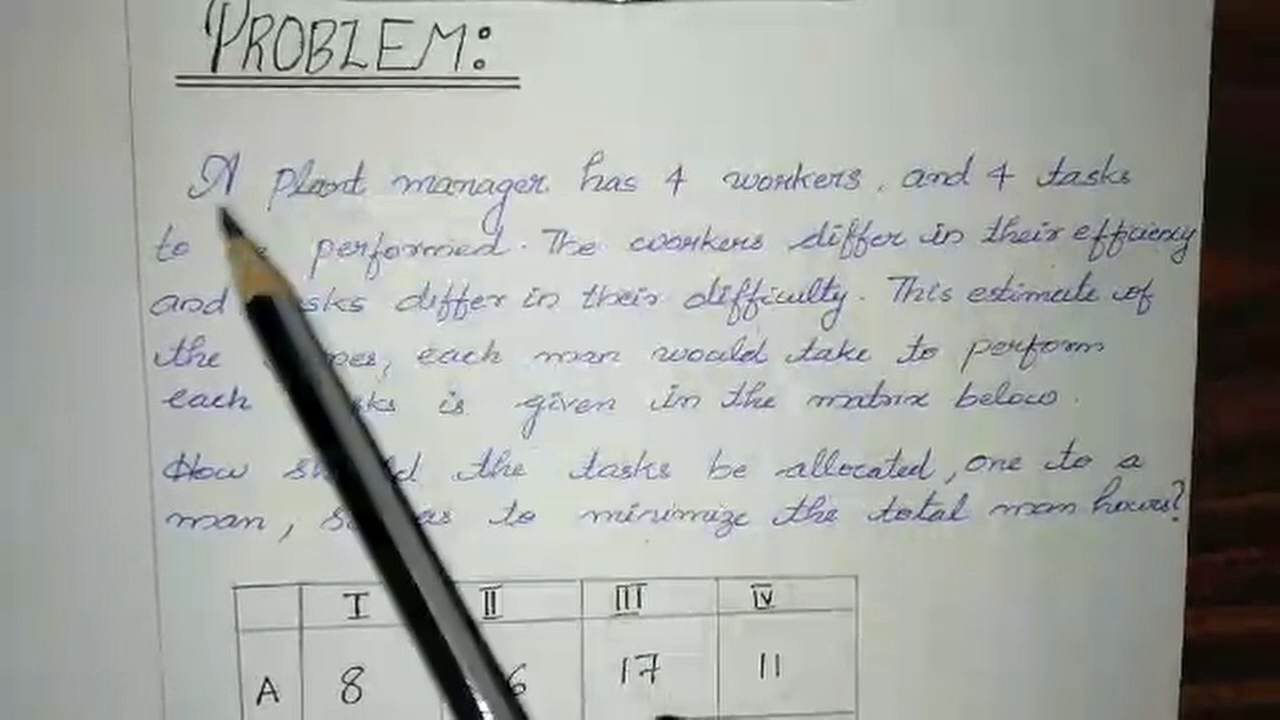 PROBLEM:
A plant manager has 4 workers, and 4 tasks
to performed. The workers differ in their efficiency
and differ in their difficulty. This estimate of
the each man would take to perform
each is given in the matrix below.
How the tasks be allocated, one to a
man, as to minimize the total man hours?
I II III IV
A 8 17 11